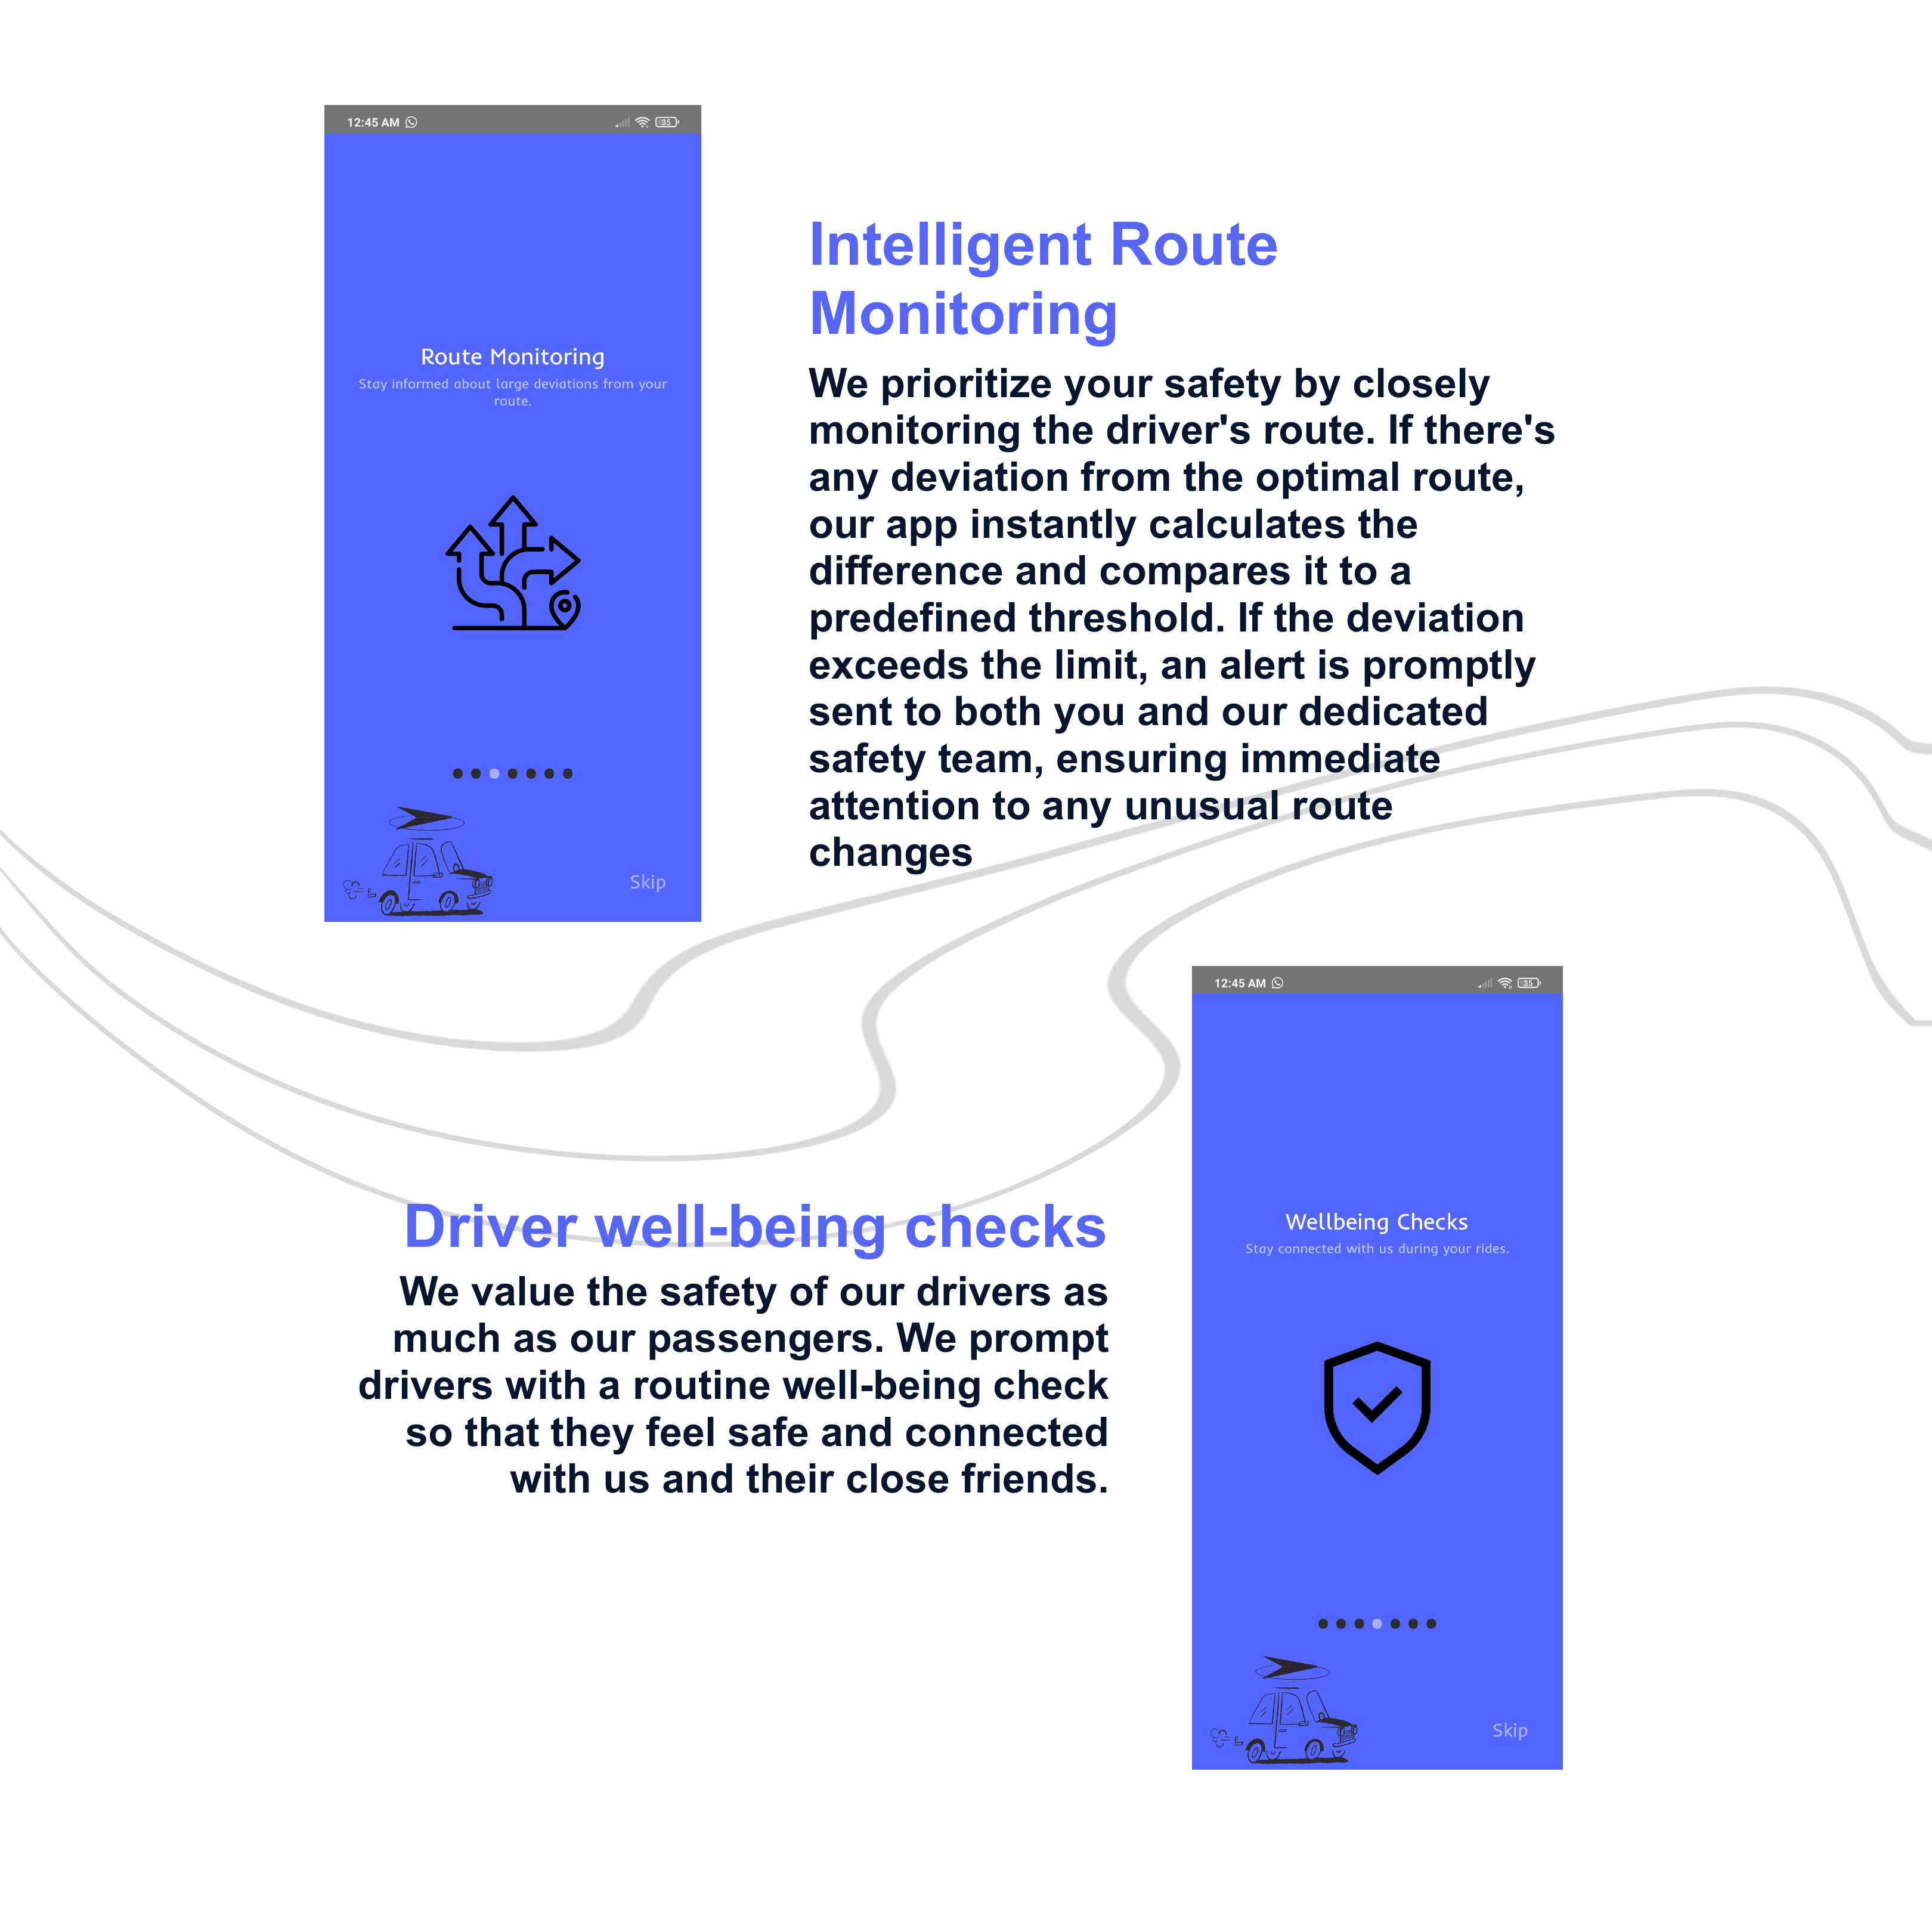 12:45 AM
35
Route Monitoring
Stay informed about large deviations from your
route.
Skip
Intelligent Route
Monitoring
We prioritize your safety by closely
monitoring the driver's route. If there's
any deviation from the optimal route,
our app instantly calculates the
difference and compares it to a
predefined threshold. If the deviation
exceeds the limit, an alert is promptly
sent to both you and our dedicated
safety team, ensuring immediate
attention to any unusual route
changes
Driver well-being checks
We value the safety of our drivers as
much as our passengers. We prompt
drivers with a routine well-being check
so that they feel safe and connected
with us and their close friends.
12:45 AM
35
Wellbeing Checks
Stay connected with us during your rides.
Skip